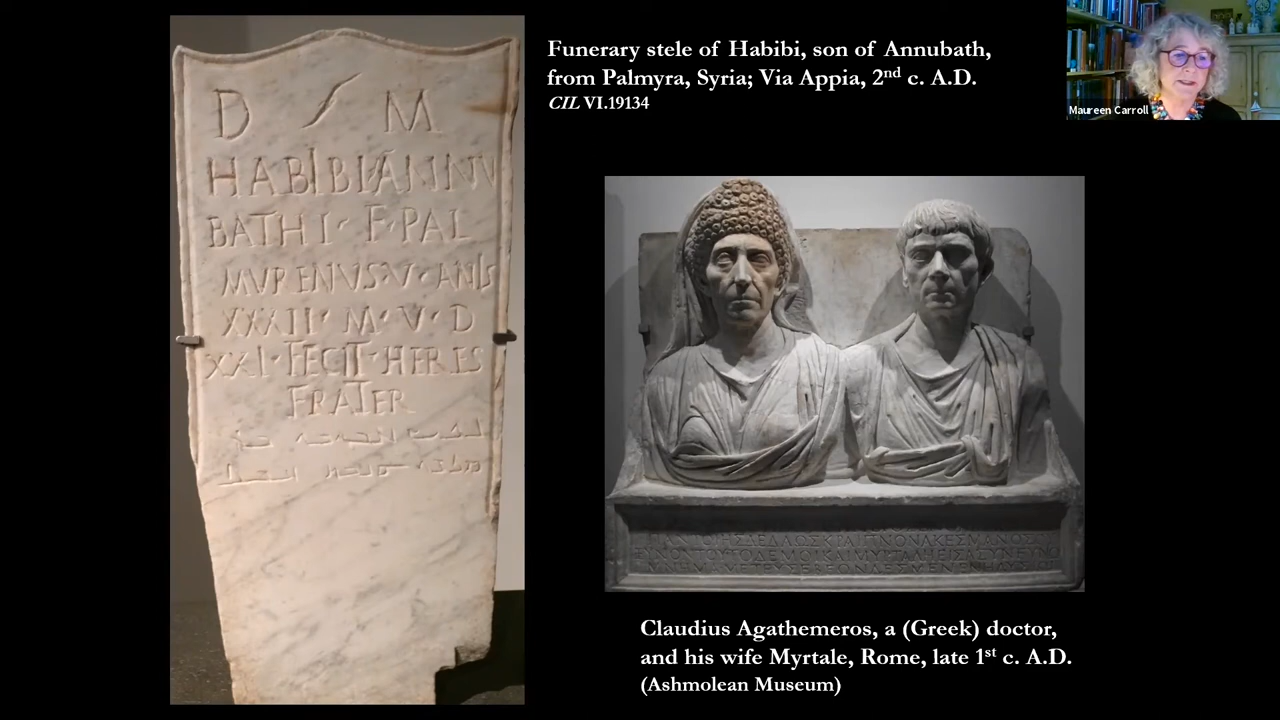 Funerary stele of Habibi, son of Annubath,
from Palmyra, Syria; Via Appia, 2nd c. A.D.
CIL VI.19134
Maureen Carroll
D M
HABIBI ANNU
BATHI · F · PAL
MVRENVS · V · ANIS
XXXII · M · V · D
XXI · FECIT · HERES
FRATER
Claudius Agathemeros, a (Greek) doctor,
and his wife Myrtale, Rome, late 1st c. A.D.
(Ashmolean Museum)